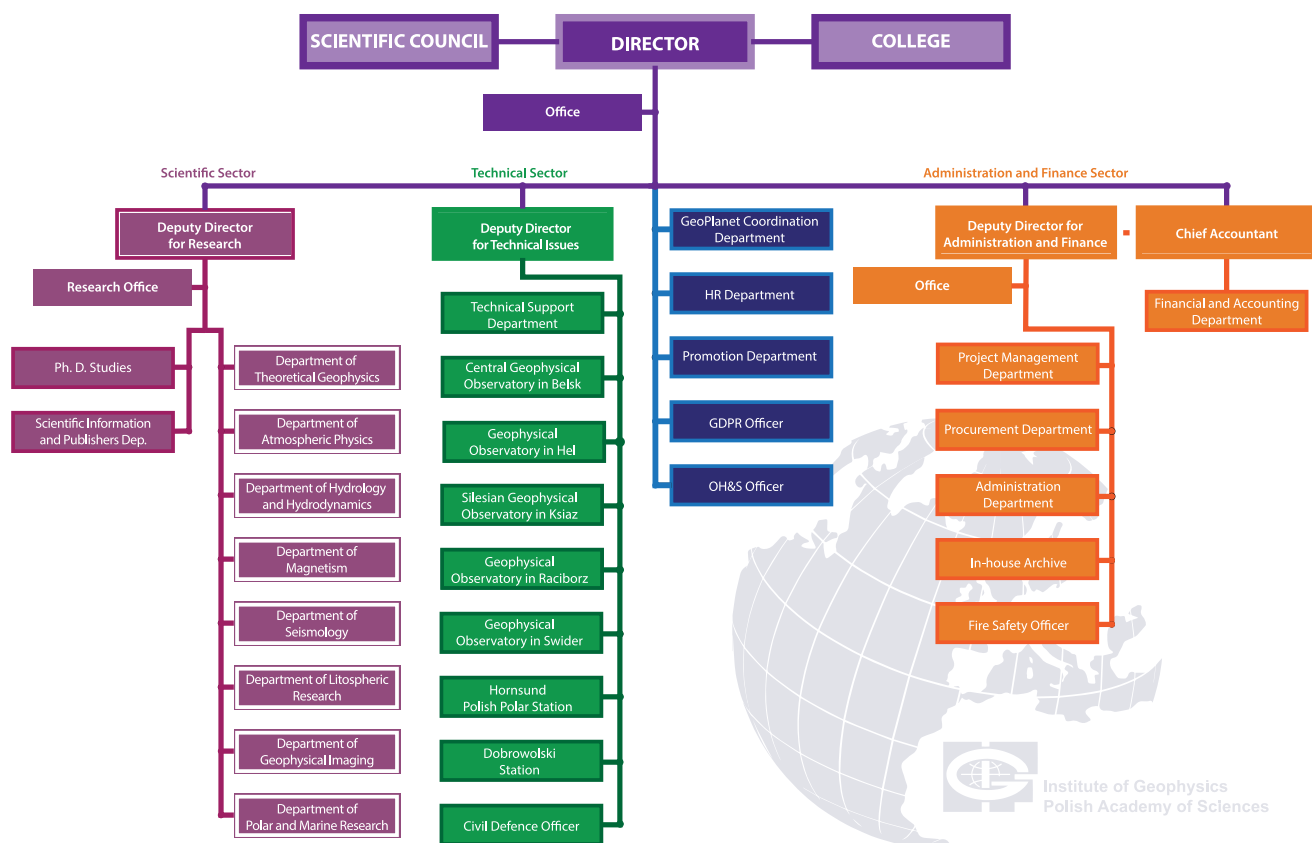 SCIENTIFIC COUNCIL
DIRECTOR
COLLEGE
Office
Scientific Sector
Technical Sector
Administration and Finance Sector
Deputy Director
for Research
Research Office
Ph. D. Studies
Scientific Information
and Publishers Dep.
Department of
Theoretical Geophysics
Department of
Atmospheric Physics
Department of Hydrology
and Hydrodynamics
Department of
Magnetism
Department of
Seismology
Department of Litospheric
Research
Department of
Geophysical Imaging
Department of
Polar and Marine Research
Deputy Director
for Technical Issues
Technical Support
Department
Central Geophysical
Observatory in Belsk
Geophysical
Observatory in Hel
Silesian Geophysical
Observatory in Ksiaz
Geophysical
Observatory in Raciborz
Geophysical
Observatory in Swider
Hornsund
Polish Polar Station
Dobrowolski
Station
Civil Defence Officer
GeoPlanet Coordination
Department
HR Department
Promotion Department
GDPR Officer
OH&S Officer
Deputy Director for
Administration and Finance
Office
Project Management
Department
Procurement Department
Administration
Department
In-house Archive
Fire Safety Officer
Chief Accountant
Financial and Accounting
Department
Institute of Geophysics
Polish Academy of Sciences